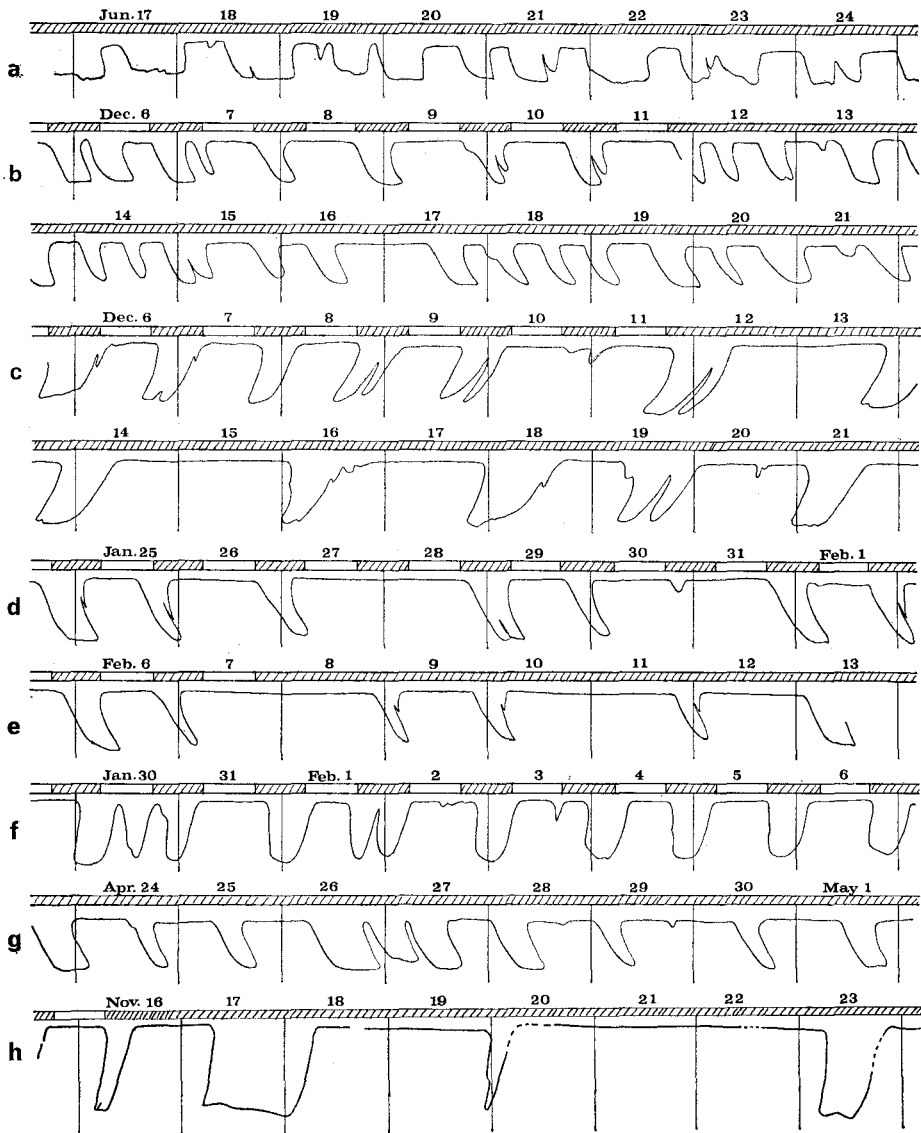 Jun. 17 18 19 20 21 22 23 24
a
Dec. 6 7 8 9 10 11 12 13
b
14 15 16 17 18 19 20 21
Dec. 6 7 8 9 10 11 12 13
c
14 15 16 17 18 19 20 21
Jan. 25 26 27 28 29 30 31 Feb. 1
d
Feb. 6 7 8 9 10 11 12 13
e
Jan. 30 31 Feb. 1 2 3 4 5 6
f
Apr. 24 25 26 27 28 29 30 May 1
g
Nov. 16 17 18 19 20 21 22 23
h